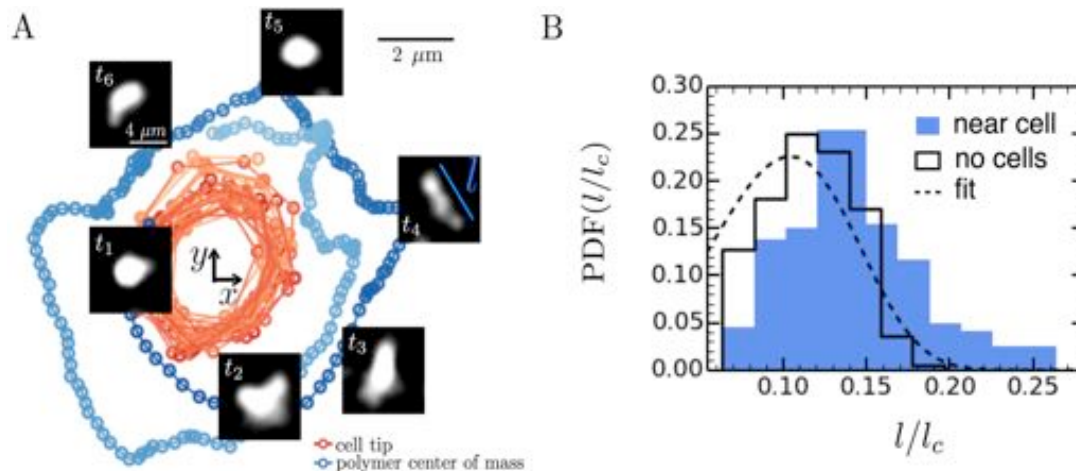 A
B
t₅
2 μm
t₆
4 μm
l
t₄
t₁
y
x
t₃
t₂
cell tip
polymer center of mass
0.30
0.25
0.20
0.15
0.10
0.05
0.00
PDF(l/l_c)
near cell
no cells
fit
0.10 0.15 0.20 0.25
l/l_c